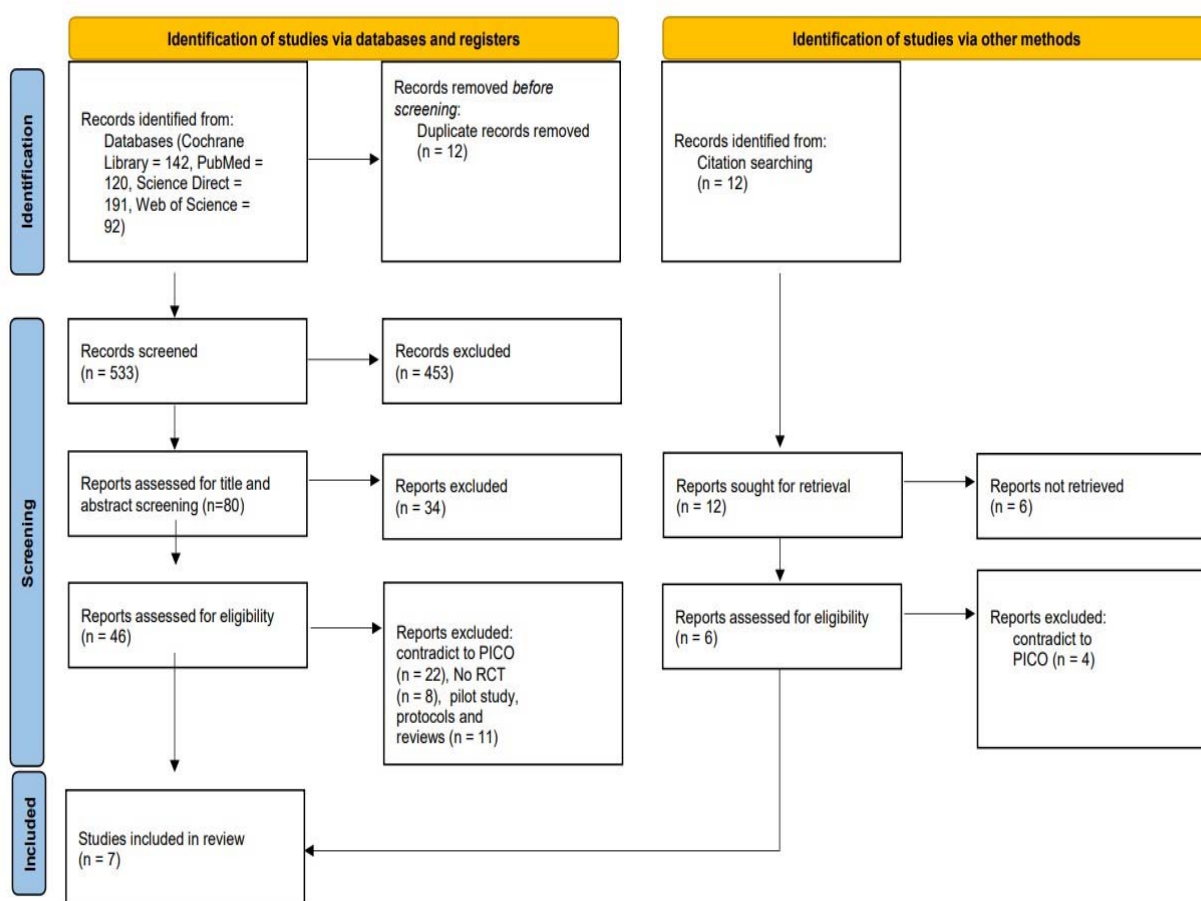 Identification of studies via databases and registers
Identification of studies via other methods
Identification
Records identified from:
Databases (Cochrane
Library = 142, PubMed =
120, Science Direct =
191, Web of Science =
92)
Records removed before
screening:
Duplicate records removed
(n = 12)
Records identified from:
Citation searching
(n = 12)
Screening
Records screened
(n = 533)
Records excluded
(n = 453)
Reports assessed for title and
abstract screening (n=80)
Reports excluded
(n = 34)
Reports sought for retrieval
(n = 12)
Reports not retrieved
(n = 6)
Reports assessed for eligibility
(n = 46)
Reports excluded:
contradict to PICO
(n = 22), No RCT
(n = 8), pilot study,
protocols and
reviews (n = 11)
Reports assessed for eligibility
(n = 6)
Reports excluded:
contradict to
PICO (n = 4)
Included
Studies included in review
(n = 7)